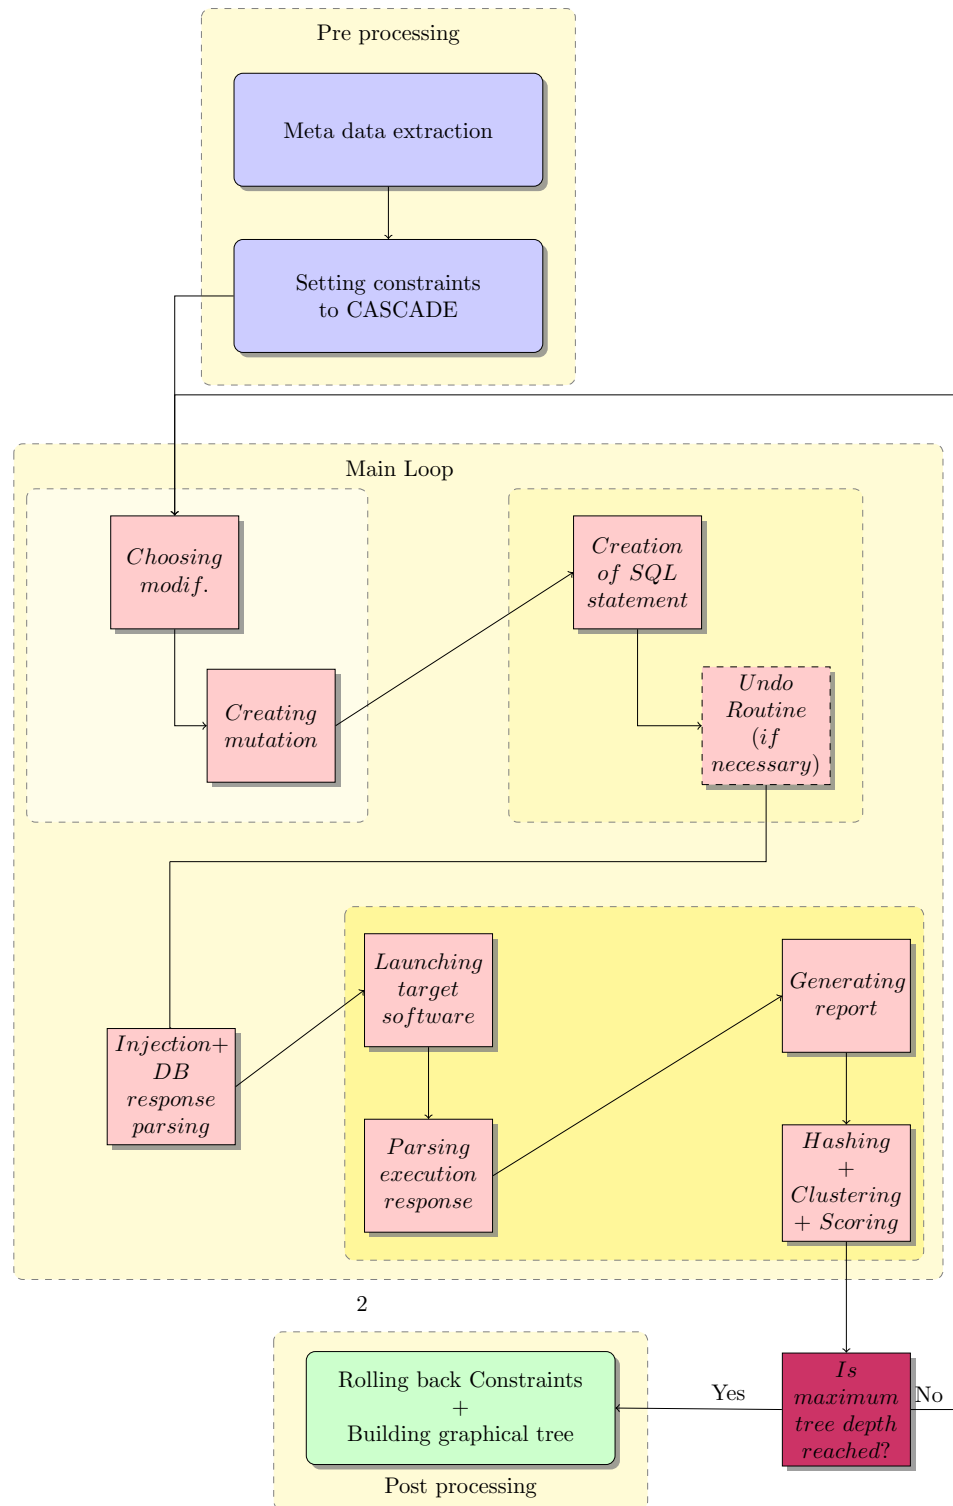 Pre processing
Meta data extraction
Setting constraints
to CASCADE
Main Loop
Choosing
modif.
Creating
mutation
Creation
of SQL
statement
Undo
Routine
(if
necessary)
Injection+
DB
response
parsing
Launching
target
software
Parsing
execution
response
Generating
report
Hashing
+
Clustering
+ Scoring
2
Is
maximum
tree depth
reached?
Yes
No
Rolling back Constraints
+
Building graphical tree
Post processing